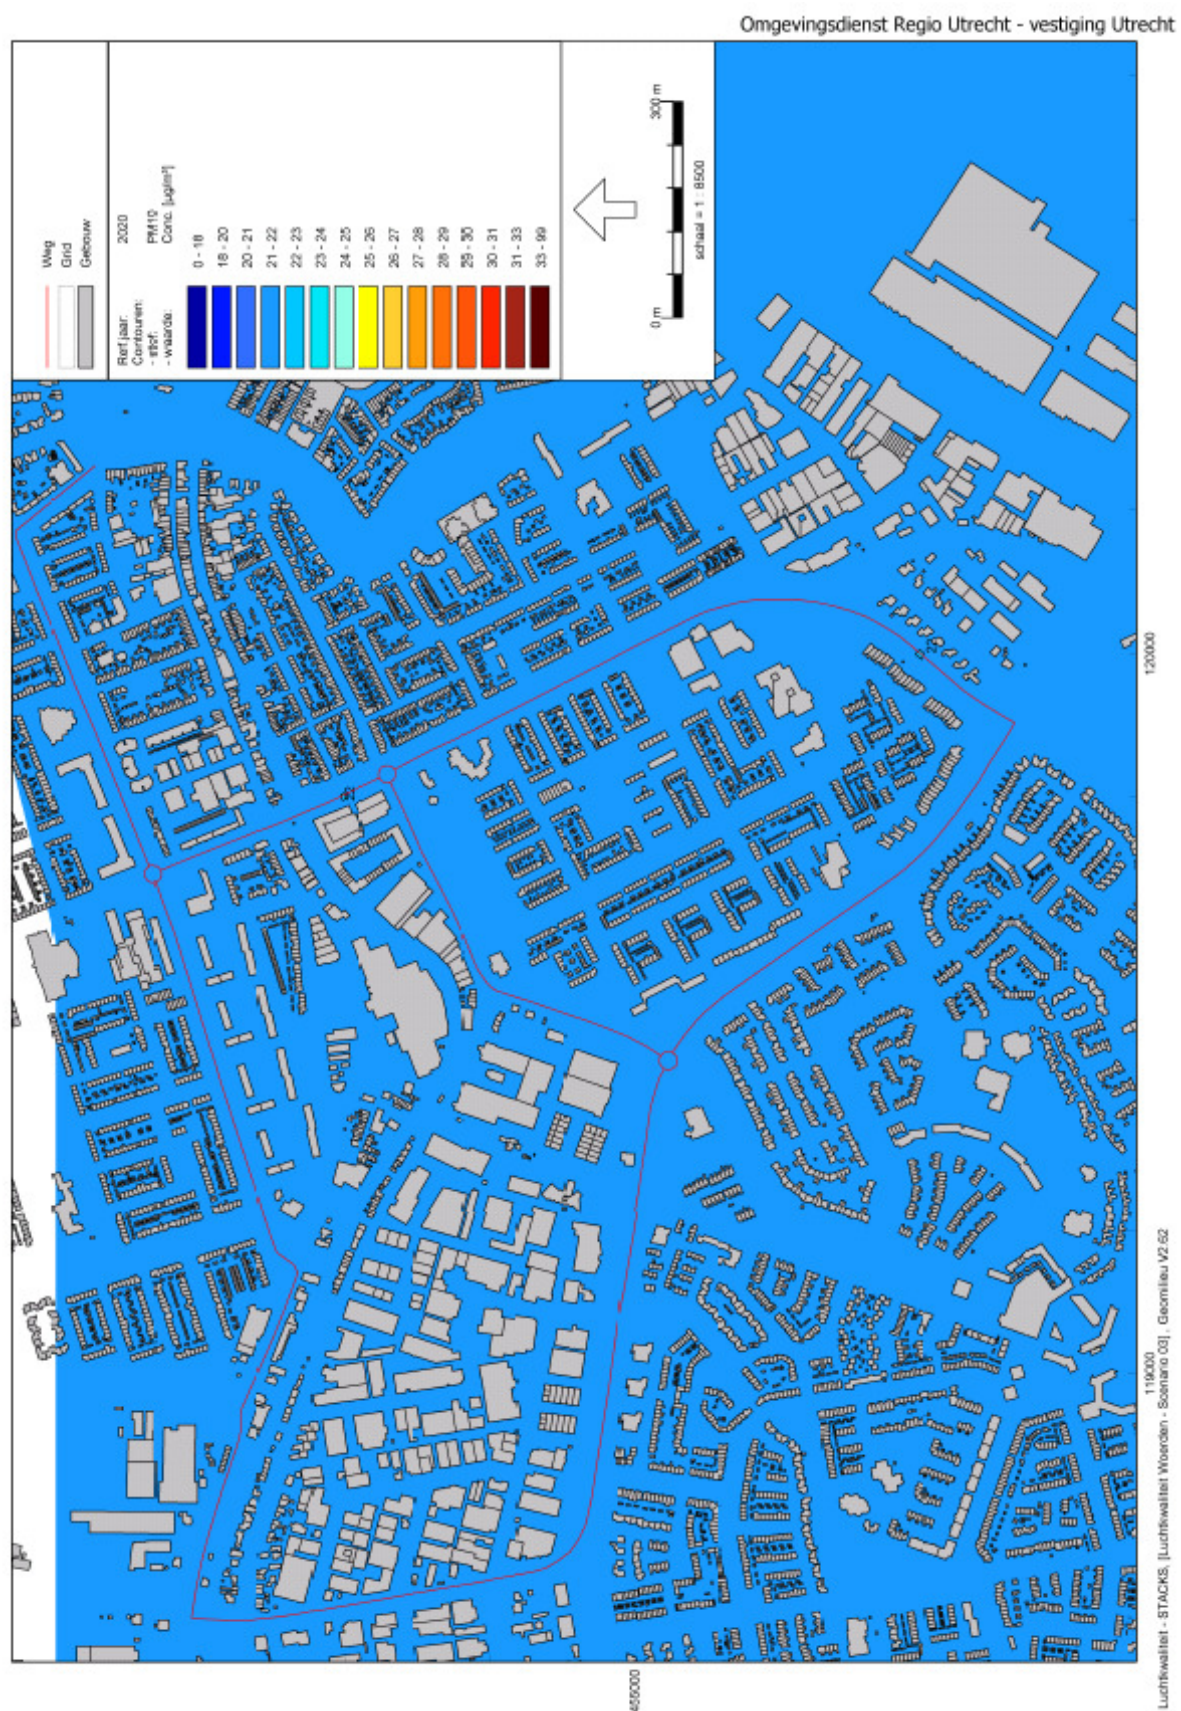 Omgevingsdienst Regio Utrecht - vestiging Utrecht
Weg
Grid
Gebouw
Ref jaar: 2020
Contouren:
- stof: PM10
- waarde: Conc. [µg/m³]
0 - 18
18 - 20
20 - 21
21 - 22
22 - 23
23 - 24
24 - 25
25 - 26
26 - 27
27 - 28
28 - 29
29 - 30
30 - 31
31 - 33
33 - 99
0 m 300 m
schaal = 1 : 8500
120000
119000
455000
Luchtkwaliteit - STACKS, [Luchtkwaliteit Woerden - Scenario 03] , Geomilieu V2.62